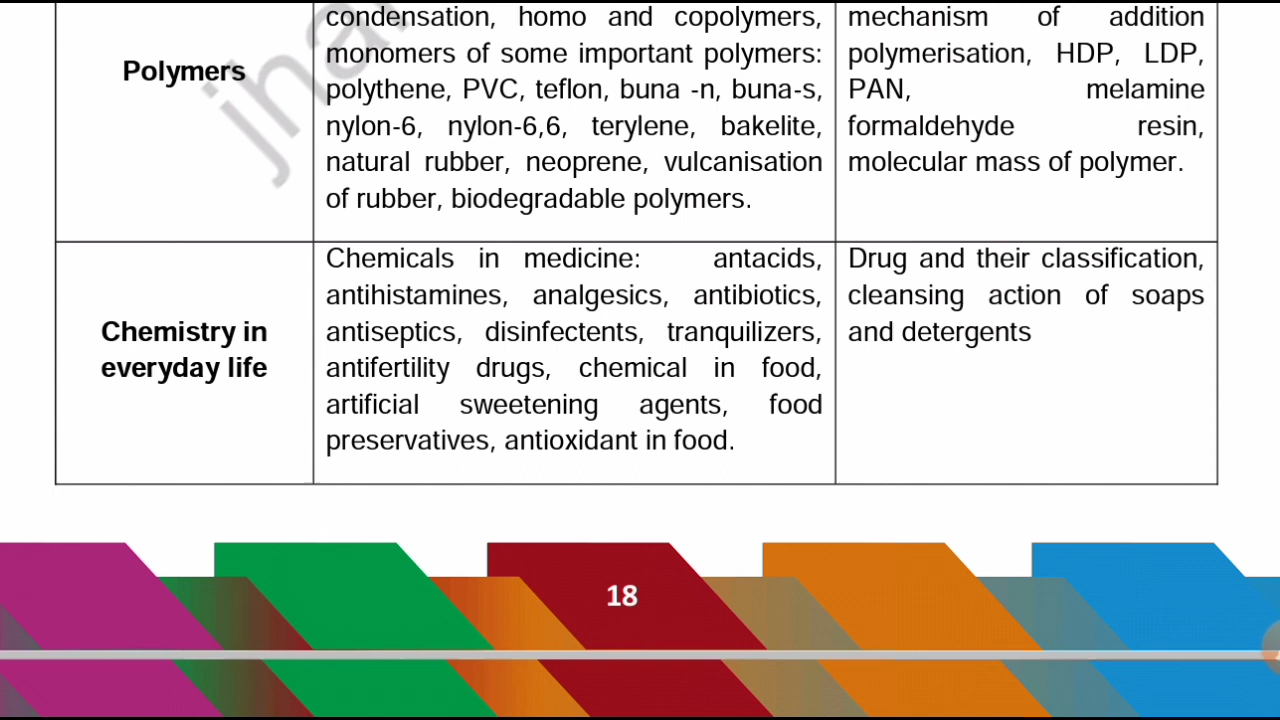 Polymers
condensation, homo and copolymers,
monomers of some important polymers:
polythene, PVC, teflon, buna -n, buna-s,
nylon-6, nylon-6,6, terylene, bakelite,
natural rubber, neoprene, vulcanisation
of rubber, biodegradable polymers.
mechanism of addition
polymerisation, HDP, LDP,
PAN, melamine
formaldehyde resin,
molecular mass of polymer.
Chemistry in
everyday life
Chemicals in medicine: antacids,
antihistamines, analgesics, antibiotics,
antiseptics, disinfectents, tranquilizers,
antifertility drugs, chemical in food,
artificial sweetening agents, food
preservatives, antioxidant in food.
Drug and their classification,
cleansing action of soaps
and detergents
18